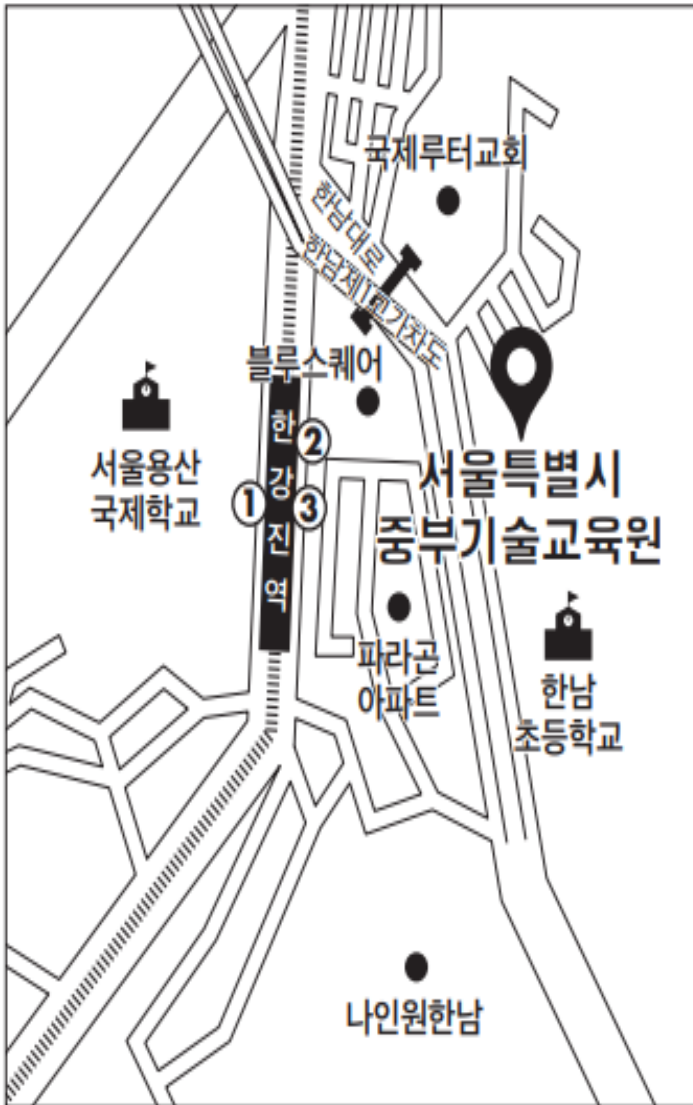 국제루터교회
한남대로
한남제1고가차도
블루스퀘어
서울용산
국제학교
한강진역
1
2
3
서울특별시
중부기술교육원
파라곤
아파트
한남
초등학교
나인원한남